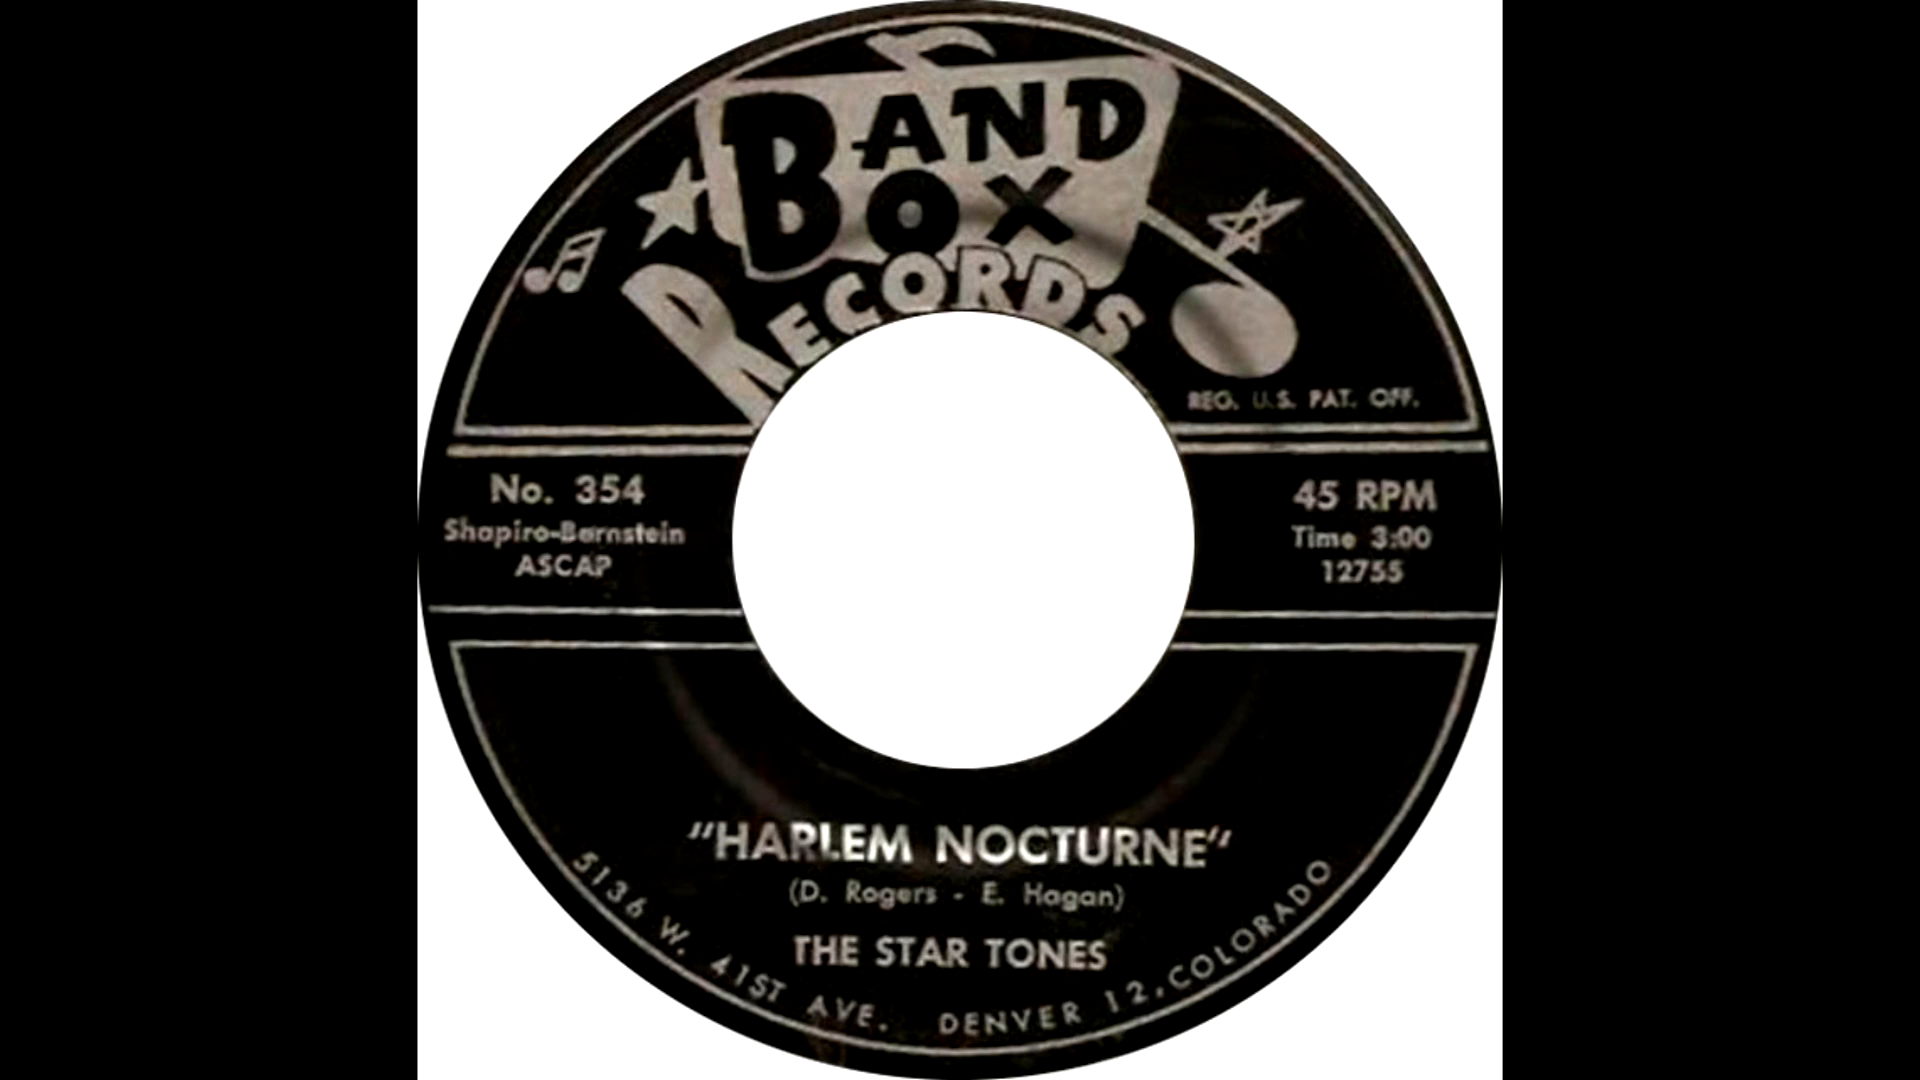 BAND
BOX
RECORDS
REG. U.S. PAT. OFF.
No. 354
Shapiro-Bernstein
ASCAP
45 RPM
Time 3:00
12755
"HARLEM NOCTURNE"
(D. Rogers - E. Hagan)
THE STAR TONES
5136 W. 41ST AVE. DENVER 12, COLORADO